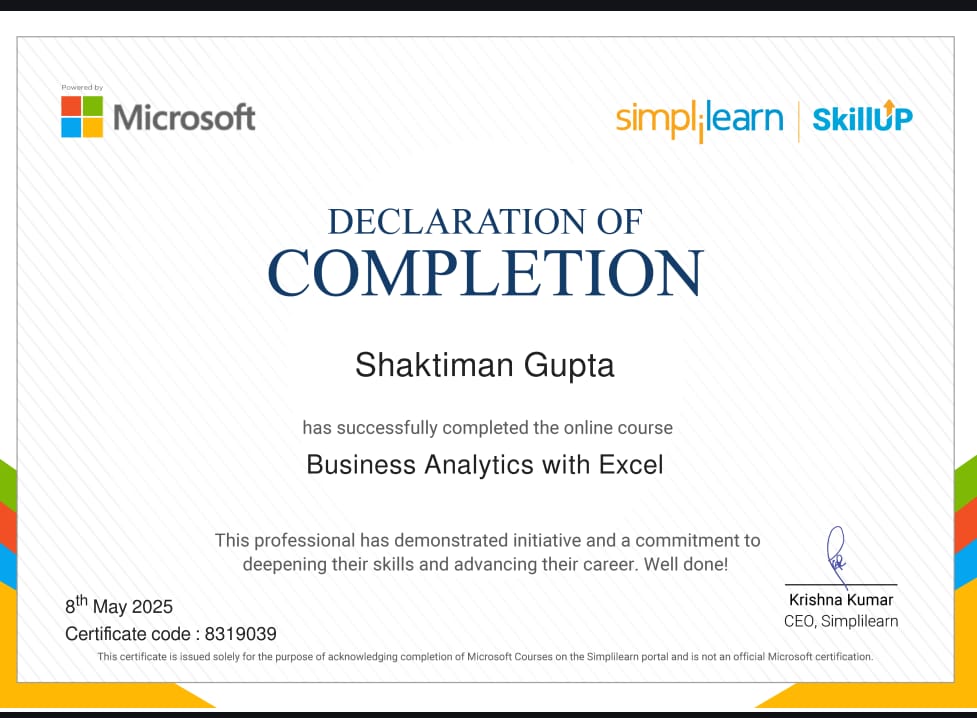 Powered by
Microsoft
simplilearn | SkillUP
DECLARATION OF
COMPLETION
Shaktiman Gupta
has successfully completed the online course
Business Analytics with Excel
This professional has demonstrated initiative and a commitment to
deepening their skills and advancing their career. Well done!
8th May 2025
Certificate code : 8319039
Krishna Kumar
CEO, Simplilearn
This certificate is issued solely for the purpose of acknowledging completion of Microsoft Courses on the Simplilearn portal and is not an official Microsoft certification.